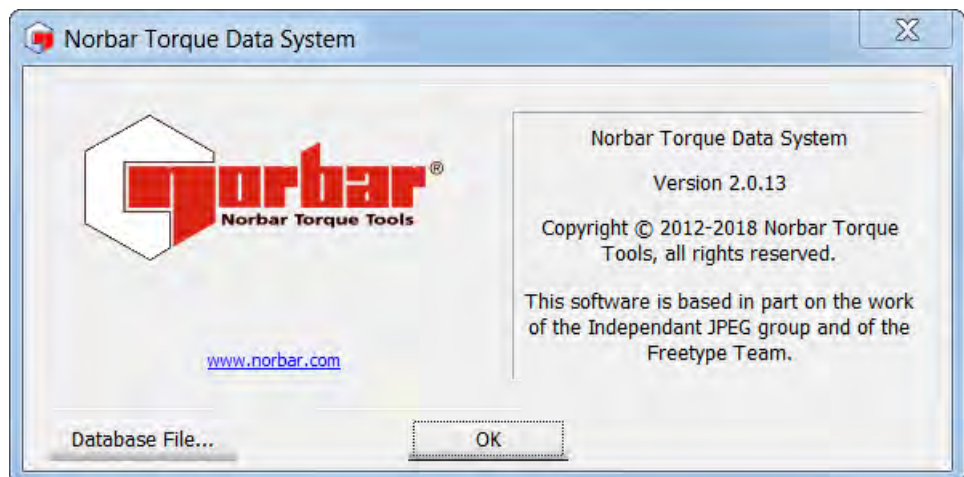 Norbar Torque Data System
norbar®
Norbar Torque Tools
www.norbar.com
Norbar Torque Data System
Version 2.0.13
Copyright © 2012-2018 Norbar Torque
Tools, all rights reserved.
This software is based in part on the work
of the Independant JPEG group and of the
Freetype Team.
Database File...
OK